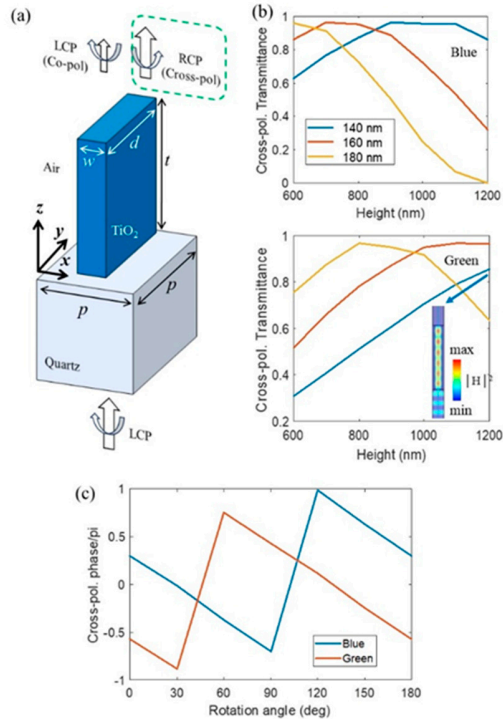 (a)
LCP
(Co-pol)
RCP
(Cross-pol)
w
d
t
Air
TiO₂
z
y
x
p
p
Quartz
LCP
(b)
Cross-pol. Transmittance
1
0.8
0.6
0.4
0.2
0
Blue
140 nm
160 nm
180 nm
600
800
1000
1200
Height (nm)
Cross-pol. Transmittance
1
0.8
0.6
0.4
0.2
Green
max
|H|²
min
600
800
1000
1200
Height (nm)
(c)
Cross-pol. phase/pi
1
0.5
0
-0.5
-1
Blue
Green
0
30
60
90
120
150
180
Rotation angle (deg)